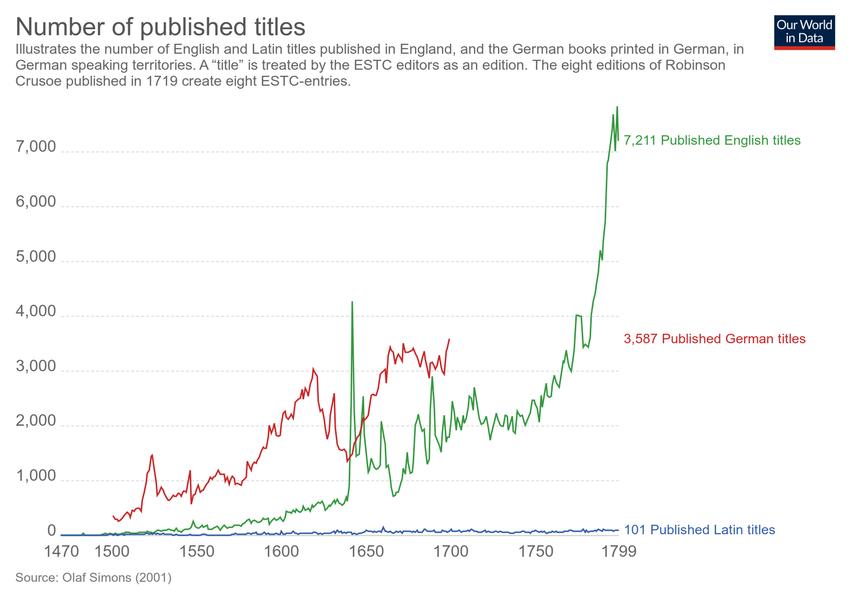 Number of published titles
Our World
in Data
Illustrates the number of English and Latin titles published in England, and the German books printed in German, in
German speaking territories. A “title” is treated by the ESTC editors as an edition. The eight editions of Robinson
Crusoe published in 1719 create eight ESTC-entries.
7,000
6,000
5,000
4,000
3,000
2,000
1,000
0
7,211 Published English titles
3,587 Published German titles
101 Published Latin titles
1470 1500 1550 1600 1650 1700 1750 1799
Source: Olaf Simons (2001)